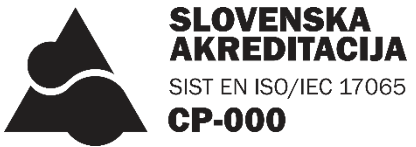 SLOVENSKA
AKREDITACIJA
SIST EN ISO/IEC 17065
CP-000